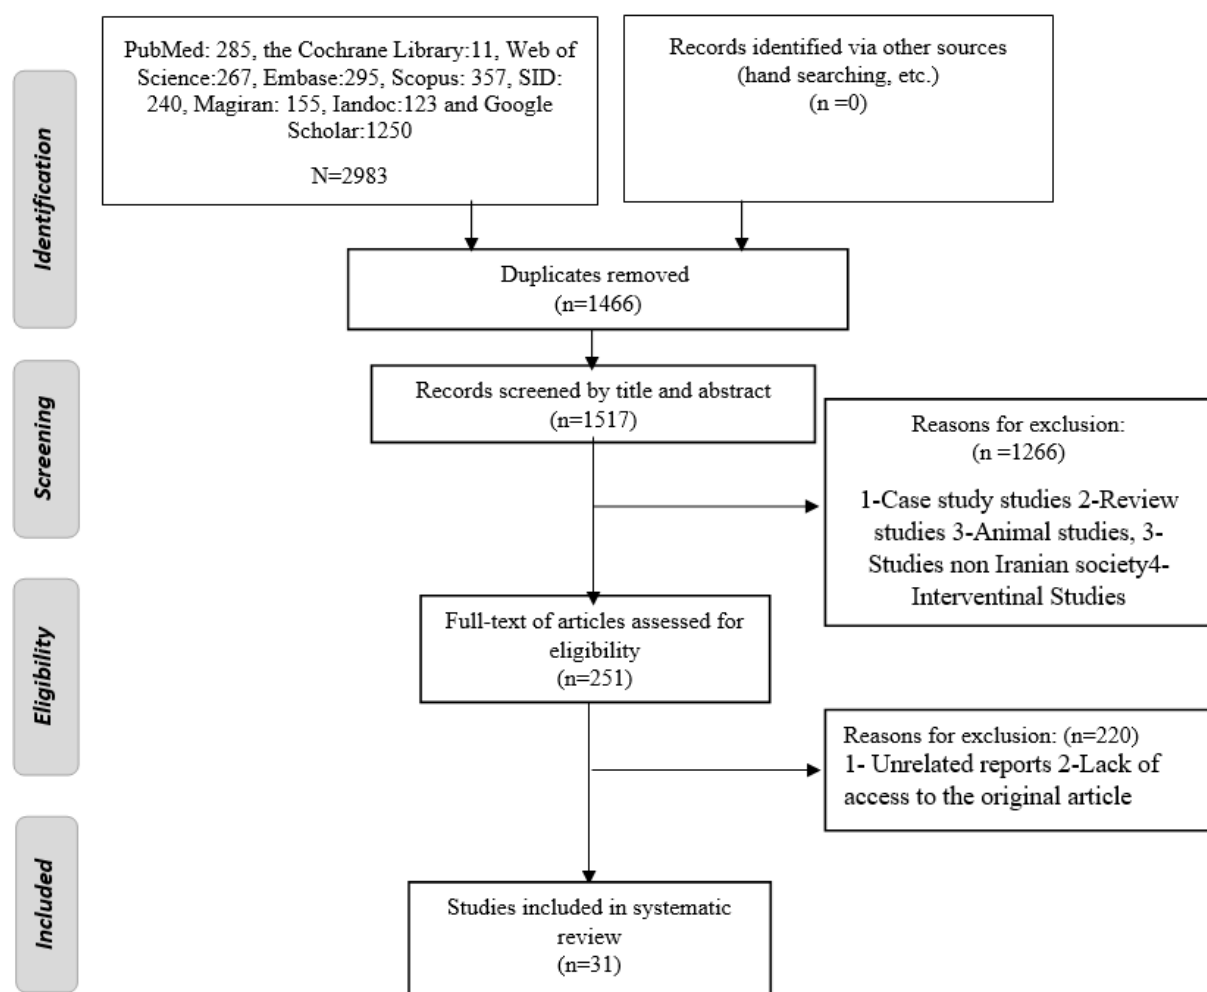 PubMed: 285, the Cochrane Library:11, Web of
Science:267, Embase:295, Scopus: 357, SID:
240, Magiran: 155, Iandoc:123 and Google
Scholar:1250
N=2983
Records identified via other sources
(hand searching, etc.)
(n =0)
Identification
Duplicates removed
(n=1466)
Screening
Records screened by title and abstract
(n=1517)
Reasons for exclusion:
(n =1266)
1-Case study studies 2-Review
studies 3-Animal studies, 3-
Studies non Iranian society4-
Interventinal Studies
Eligibility
Full-text of articles assessed for
eligibility
(n=251)
Reasons for exclusion: (n=220)
1- Unrelated reports 2-Lack of
access to the original article
Included
Studies included in systematic
review
(n=31)